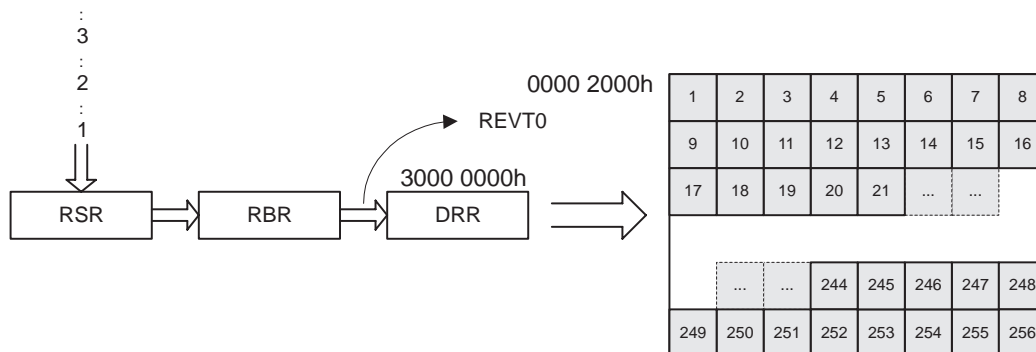 :
3
:
2
:
1
REVT0
3000 0000h
RSR
RBR
DRR
0000 2000h
1 2 3 4 5 6 7 8
9 10 11 12 13 14 15 16
17 18 19 20 21 ... ...
... ... 244 245 246 247 248
249 250 251 252 253 254 255 256